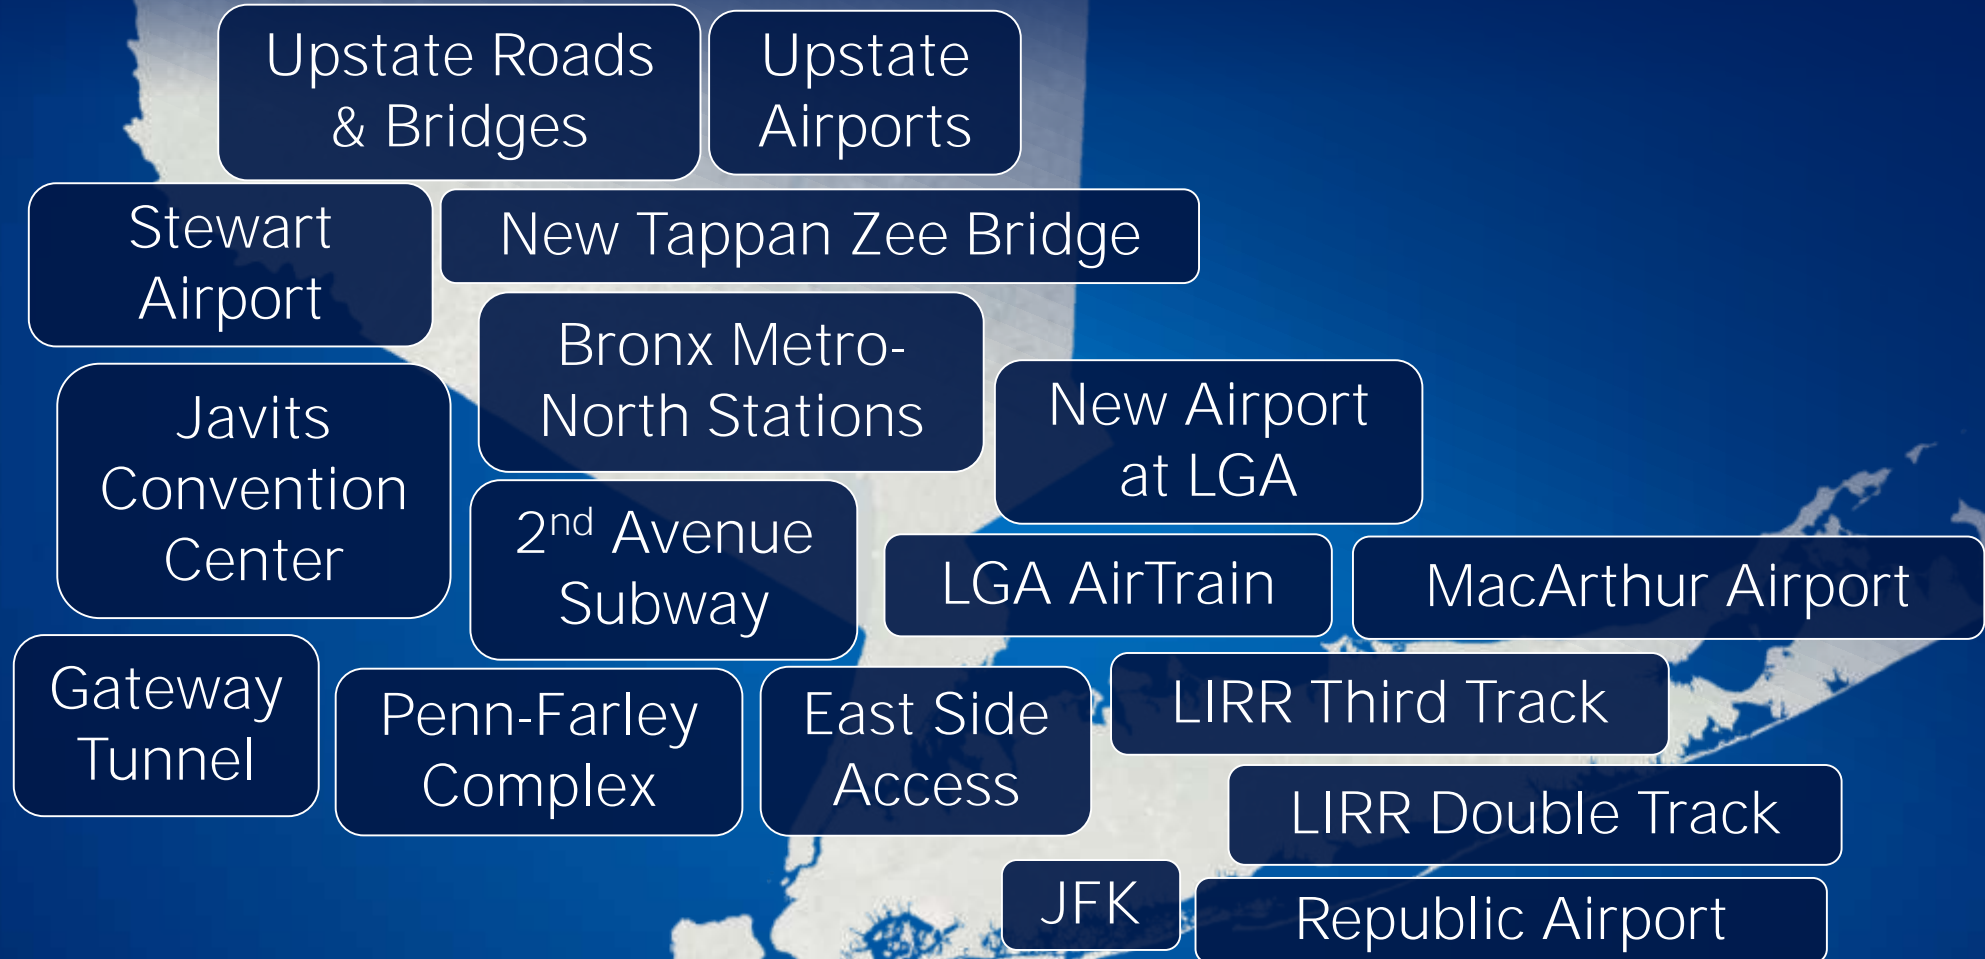 Upstate Roads
& Bridges
Upstate
Airports
Stewart
Airport
New Tappan Zee Bridge
Bronx Metro-
North Stations
Javits
Convention
Center
New Airport
at LGA
2nd Avenue
Subway
LGA AirTrain
MacArthur Airport
Gateway
Tunnel
Penn-Farley
Complex
East Side
Access
LIRR Third Track
LIRR Double Track
JFK
Republic Airport